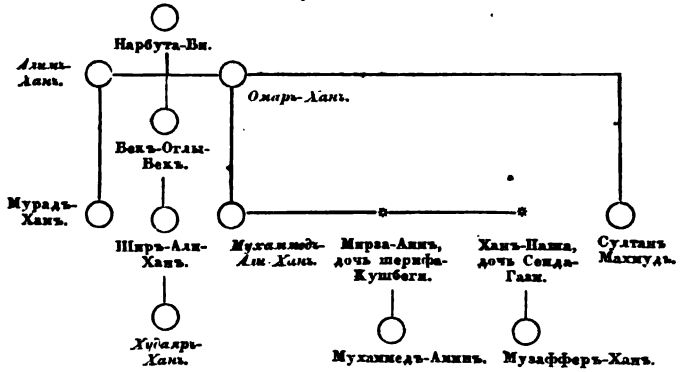 Нарбута-Би.
Алимъ-
Ханъ.
Омаръ-Ханъ.
Бекъ-Оглы-
Бекъ.
Мурадъ-
Ханъ.
Ширъ-Али-
Ханъ.
Мухаммедъ-
Али-Ханъ.
Мирза-Аимъ,
дочь шерифа-
Кушбеги.
Ханъ-Паша,
дочь Сеида-
Гази.
Султанъ
Махмудъ.
Худаяръ-
Ханъ.
Мухаммедъ-Аминъ.
Музафферъ-Ханъ.